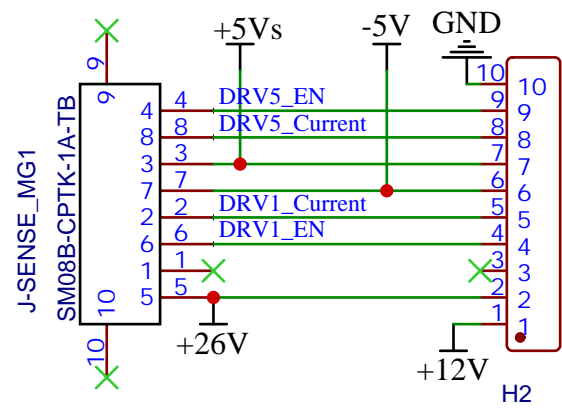 +5Vs -5V GND
9 10 10
9 4 4 DRV5_EN 9 9
8 8 DRV5_Current 8 8
3 3 7 7
7 7 6 6
2 2 DRV1_Current 5 5
6 6 DRV1_EN 4 4
1 1 3 3
10 5 5 2 2
10 +26V +12V 1 1
J-SENSE_MG1
SM08B-CPTK-1A-TB
H2